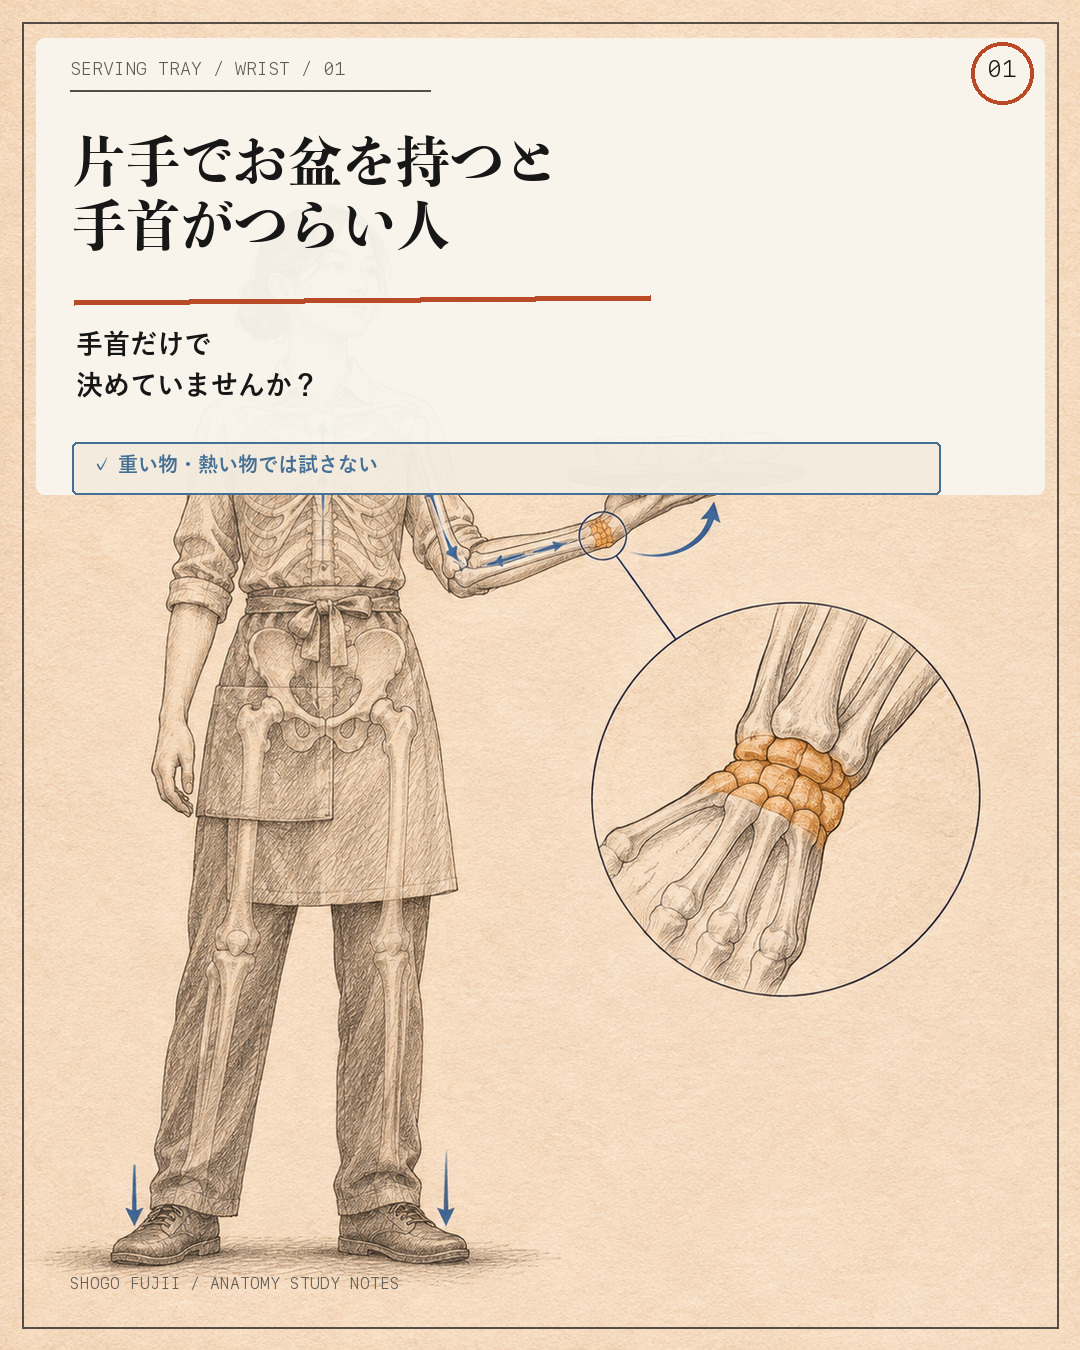 SERVING TRAY / WRIST / 01
01
片手でお盆を持つと
手首がつらい人
手首だけで
決めていませんか？
✓ 重い物・熱い物では試さない
SHOGO FUJII / ANATOMY STUDY NOTES